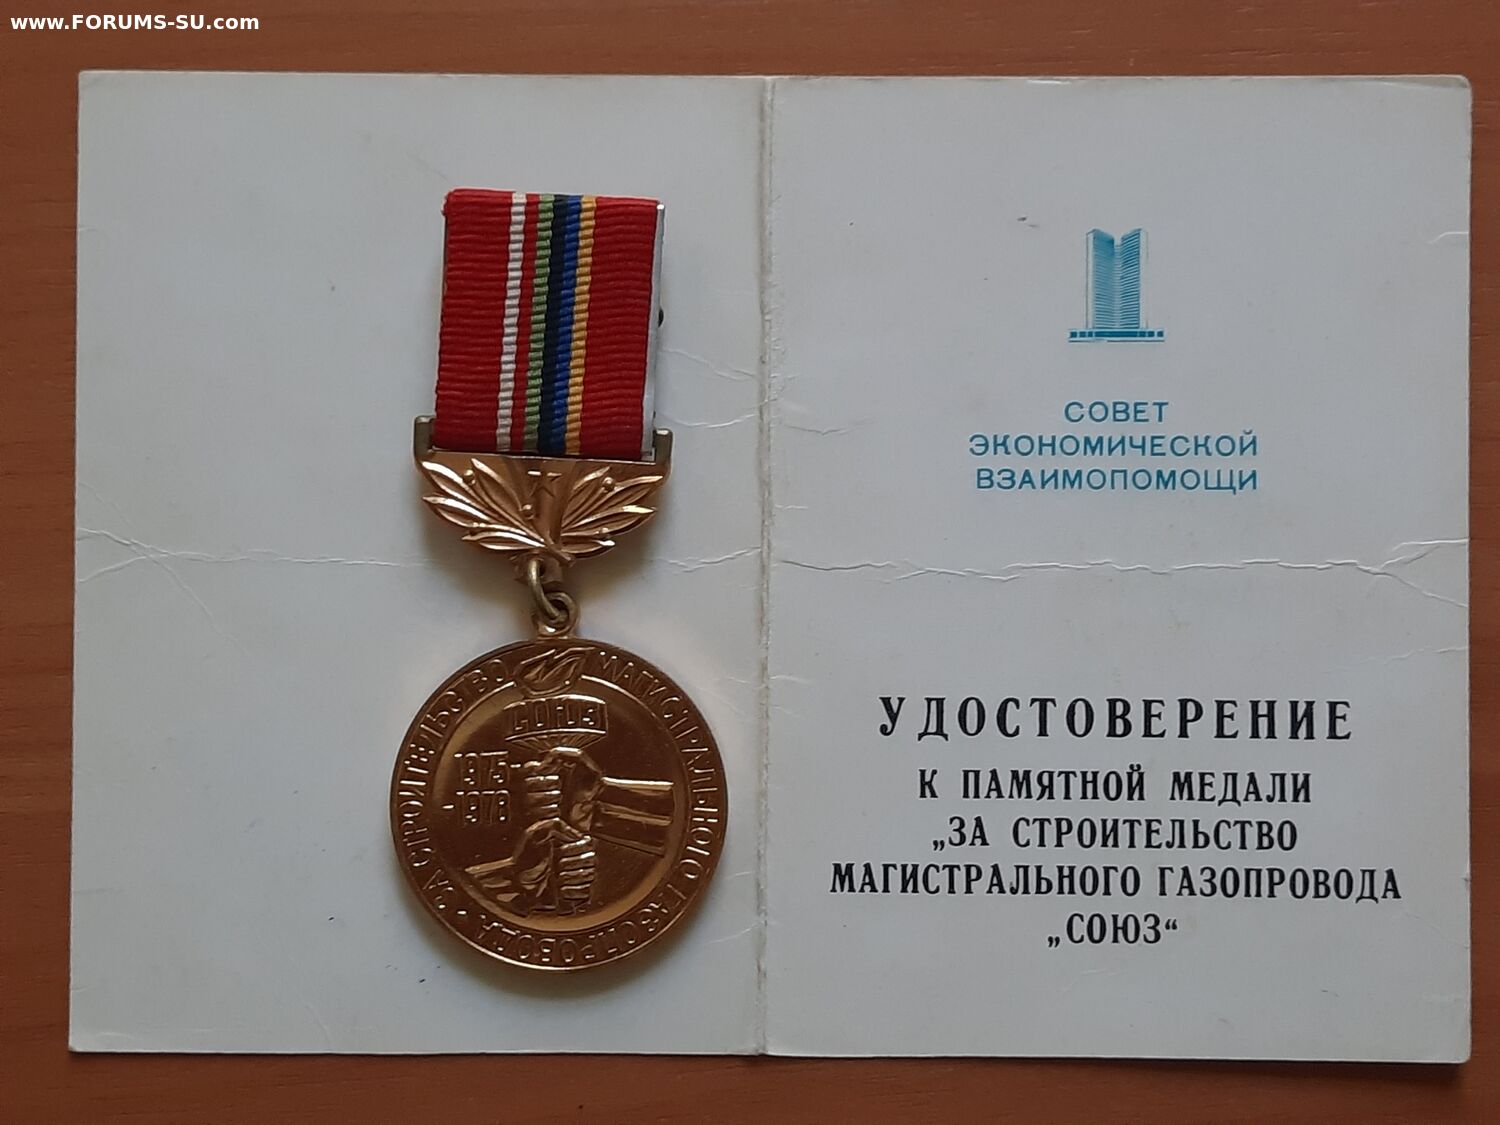 www.FORUMS-SU.com
СОВЕТ
ЭКОНОМИЧЕСКОЙ
ВЗАИМОПОМОЩИ
УДОСТОВЕРЕНИЕ
К ПАМЯТНОЙ МЕДАЛИ
„ЗА СТРОИТЕЛЬСТВО
МАГИСТРАЛЬНОГО ГАЗОПРОВОДА
„СОЮЗ“
ЗА СТРОИТЕЛЬСТВО МАГИСТРАЛЬНОГО ГАЗОПРОВОДА
СОЮЗ
1975-
-1978